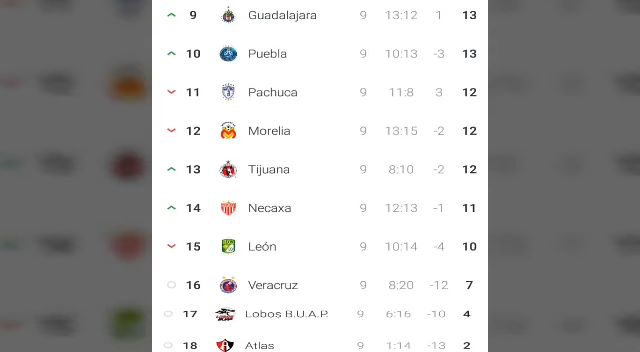 9 Guadalajara 9 13:12 1 13
10 Puebla 9 10:13 -3 13
11 Pachuca 9 11:8 3 12
12 Morelia 9 13:15 -2 12
13 Tijuana 9 8:10 -2 12
14 Necaxa 9 12:13 -1 11
15 León 9 10:14 -4 10
16 Veracruz 9 8:20 -12 7
17 Lobos B.U.A.P. 9 6:16 -10 4
18 Atlas 9 1:14 -13 2